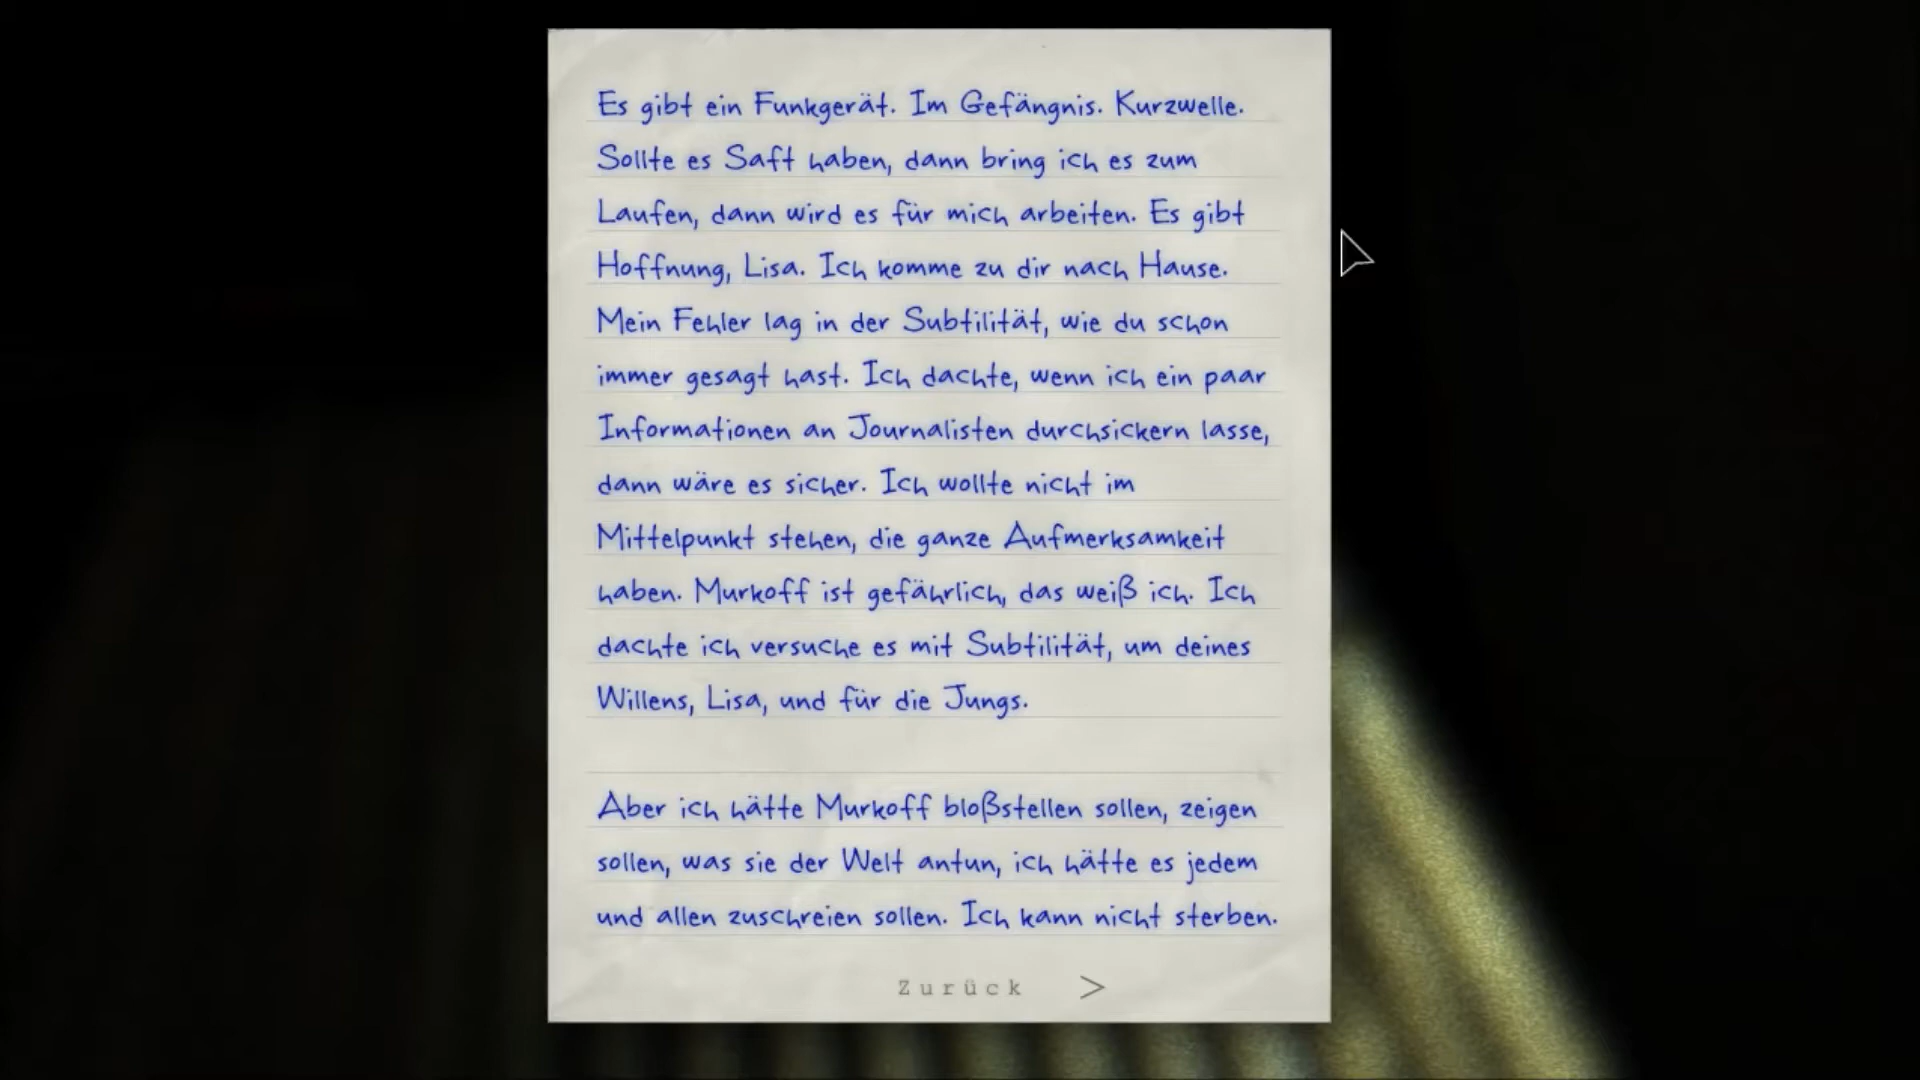 Es gibt ein Funkgerät. Im Gefängnis. Kurzwelle.
Sollte es Saft haben, dann bring ich es zum
Laufen, dann wird es für mich arbeiten. Es gibt
Hoffnung, Lisa. Ich komme zu dir nach Hause.
Mein Fehler lag in der Subtilität, wie du schon
immer gesagt hast. Ich dachte, wenn ich ein paar
Informationen an Journalisten durchsickern lasse,
dann wäre es sicher. Ich wollte nicht im
Mittelpunkt stehen, die ganze Aufmerksamkeit
haben. Murkoff ist gefährlich, das weiß ich. Ich
dachte ich versuche es mit Subtilität, um deines
Willens, Lisa, und für die Jungs.
Aber ich hätte Murkoff bloßstellen sollen, zeigen
sollen, was sie der Welt antun, ich hätte es jedem
und allen zuschreien sollen. Ich kann nicht sterben.
Zurück >